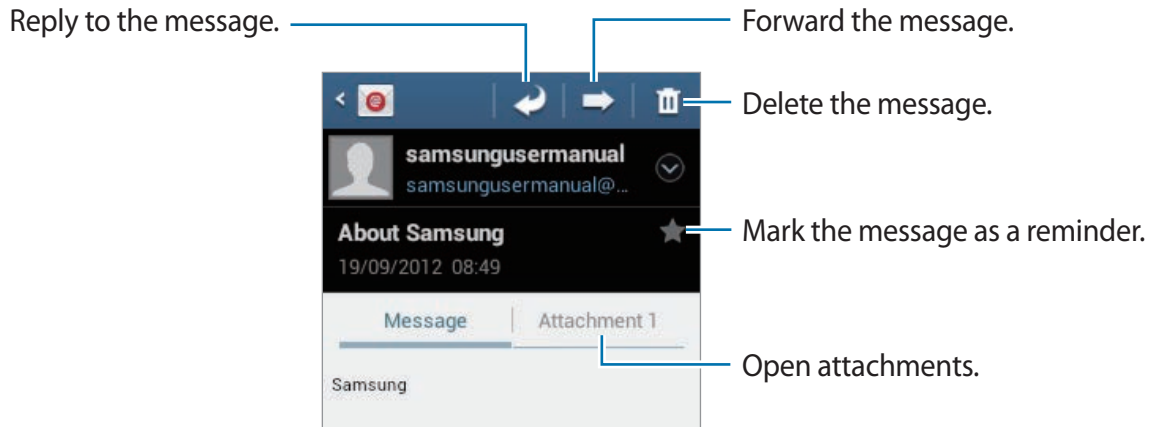 Reply to the message.
Forward the message.
Delete the message.
samsungusermanual
samsungusermanual@...
About Samsung
Mark the message as a reminder.
19/09/2012 08:49
Message
Attachment 1
Open attachments.
Samsung